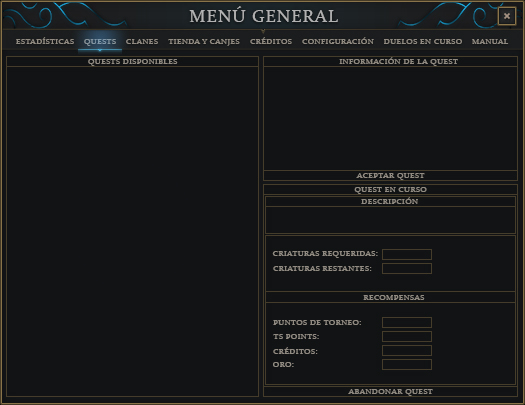 MENÚ GENERAL
ESTADÍSTICAS QUESTS CLANES TIENDA Y CANJES CRÉDITOS CONFIGURACIÓN DUELOS EN CURSO MANUAL
QUESTS DISPONIBLES
INFORMACIÓN DE LA QUEST
ACEPTAR QUEST
QUEST EN CURSO
DESCRIPCIÓN
CRIATURAS REQUERIDAS:
CRIATURAS RESTANTES:
RECOMPENSAS
PUNTOS DE TORNEO:
TS POINTS:
CRÉDITOS:
ORO:
ABANDONAR QUEST